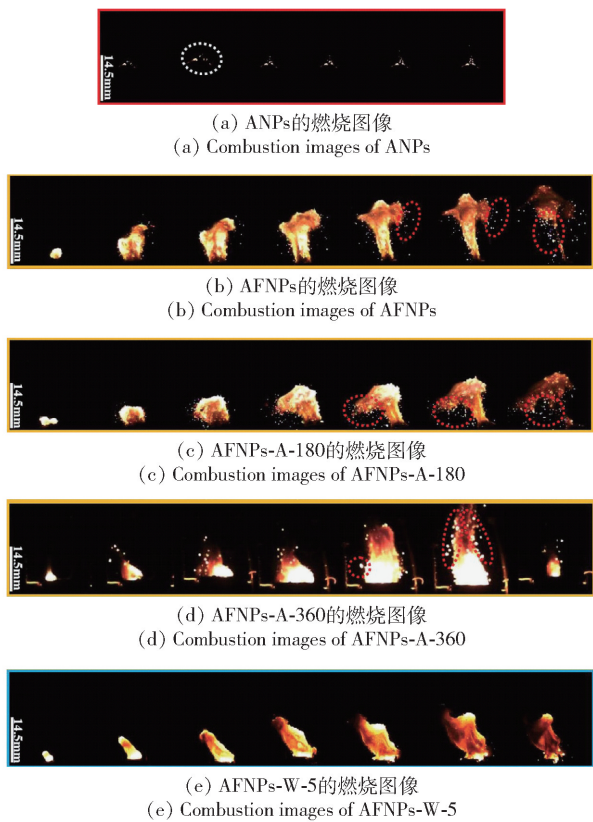 14.5mm
(a) ANPs的燃烧图像
(a) Combustion images of ANPs
14.5mm
(b) AFNPs的燃烧图像
(b) Combustion images of AFNPs
14.5mm
(c) AFNPs-A-180的燃烧图像
(c) Combustion images of AFNPs-A-180
14.5mm
(d) AFNPs-A-360的燃烧图像
(d) Combustion images of AFNPs-A-360
14.5mm
(e) AFNPs-W-5的燃烧图像
(e) Combustion images of AFNPs-W-5